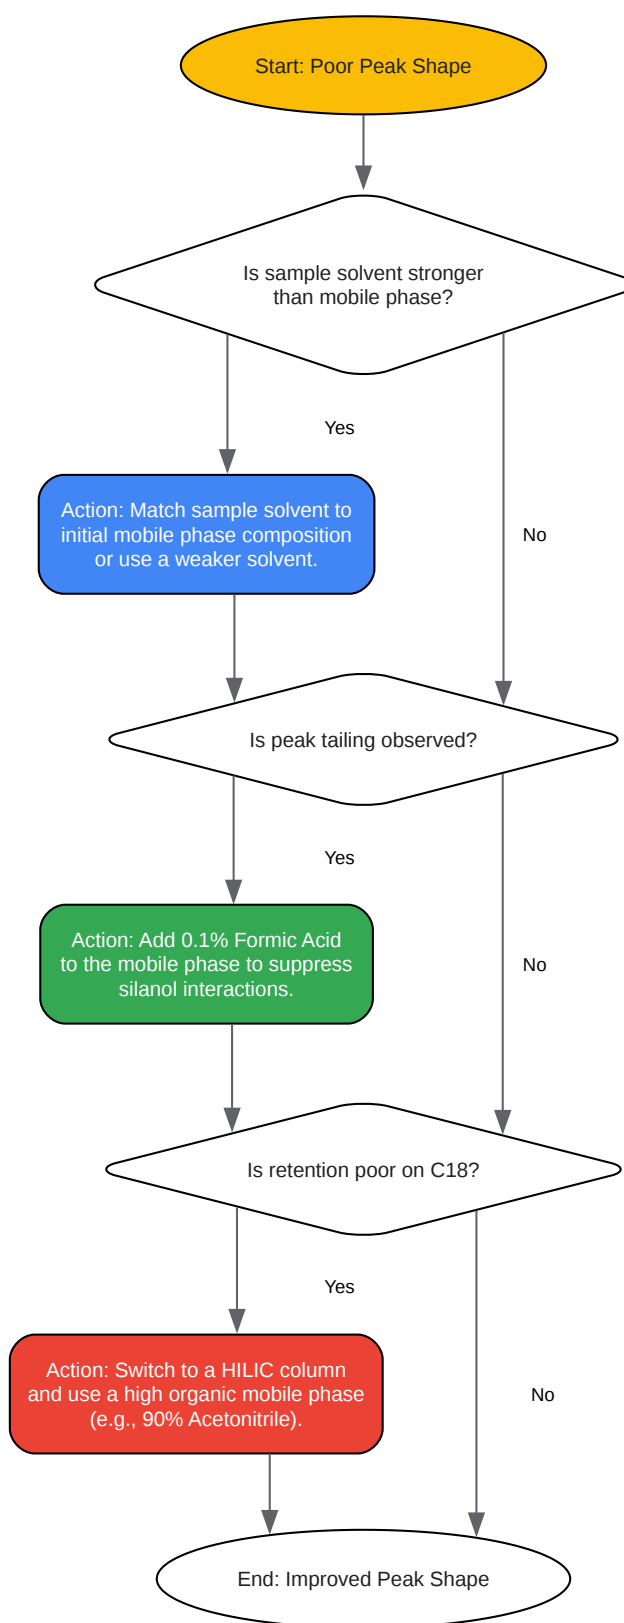 Start: Poor Peak Shape
Is sample solvent stronger
than mobile phase?
Yes
Action: Match sample solvent to
initial mobile phase composition
or use a weaker solvent.
No
Is peak tailing observed?
Yes
Action: Add 0.1% Formic Acid
to the mobile phase to suppress
silanol interactions.
No
Is retention poor on C18?
Yes
Action: Switch to a HILIC column
and use a high organic mobile phase
(e.g., 90% Acetonitrile).
No
End: Improved Peak Shape